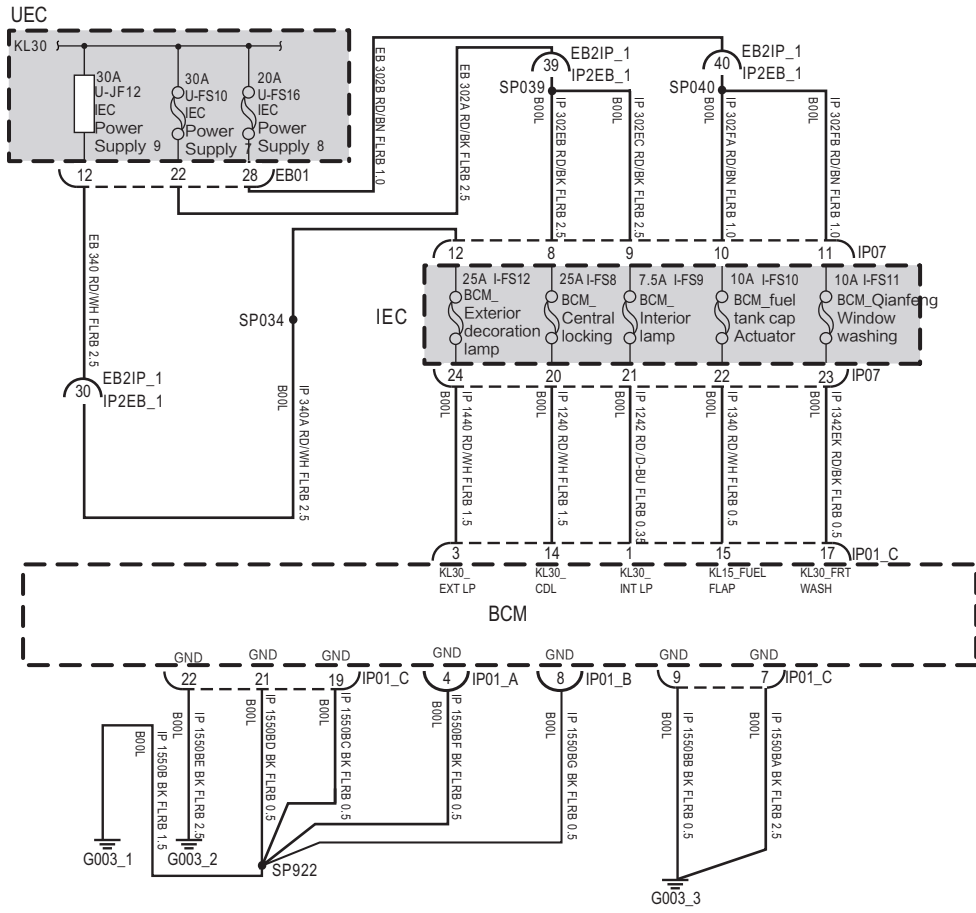 UEC
KL30
30A
U-JF12
IEC
Power
Supply 9
30A
U-FS10
IEC
Power
Supply 7
20A
U-FS16
IEC
Power
Supply 8
12
22
28
EB01
EB 302B RD/BN FLRB 1.0
EB 302A RD/BK FLRB 2.5
39
EB2IP_1
IP2EB_1
SP039
40
EB2IP_1
IP2EB_1
SP040
B00L
IP 302EB RD/BK FLRB 2.5
B00L
IP 302EC RD/BK FLRB 2.5
B00L
IP 302FA RD/BN FLRB 1.0
B00L
IP 302FB RD/BN FLRB 1.0
EB 340 RD/WH FLRB 2.5
SP034
30
EB2IP_1
IP2EB_1
B00L
IP 340A RD/WH FLRB 2.5
12
8
9
10
11
IP07
IEC
25A I-FS12
BCM_
Exterior
decoration
lamp
25A I-FS8
BCM_
Central
locking
7.5A I-FS9
BCM_
Interior
lamp
10A I-FS10
BCM_fuel
tank cap
Actuator
10A I-FS11
BCM_Qianfeng
Window
washing
24
20
21
22
23
IP07
B00L
IP 1440 RD/WH FLRB 1.5
B00L
IP 1240 RD/WH FLRB 1.5
B00L
IP 1242 RD/D-BU FLRB 0.35
B00L
IP 1340 RD/WH FLRB 0.5
B00L
IP 1342EK RD/BK FLRB 0.5
3
14
1
15
17
IP01_C
KL30_
EXT LP
KL30_
CDL
KL30_
INT LP
KL15_FUEL
FLAP
KL30_FRT
WASH
BCM
GND
GND
GND
GND
GND
GND
GND
22
21
19
IP01_C
4
IP01_A
8
IP01_B
9
7
IP01_C
B00L
IP 1550B BK FLRB 1.5
B00L
IP 1550BE BK FLRB 2.5
B00L
IP 1550BD BK FLRB 0.5
B00L
IP 1550BC BK FLRB 0.5
B00L
IP 1550BF BK FLRB 0.5
B00L
IP 1550BG BK FLRB 0.5
B00L
IP 1550BB BK FLRB 0.5
B00L
IP 1550BA BK FLRB 2.5
G003_1
G003_2
SP922
G003_3